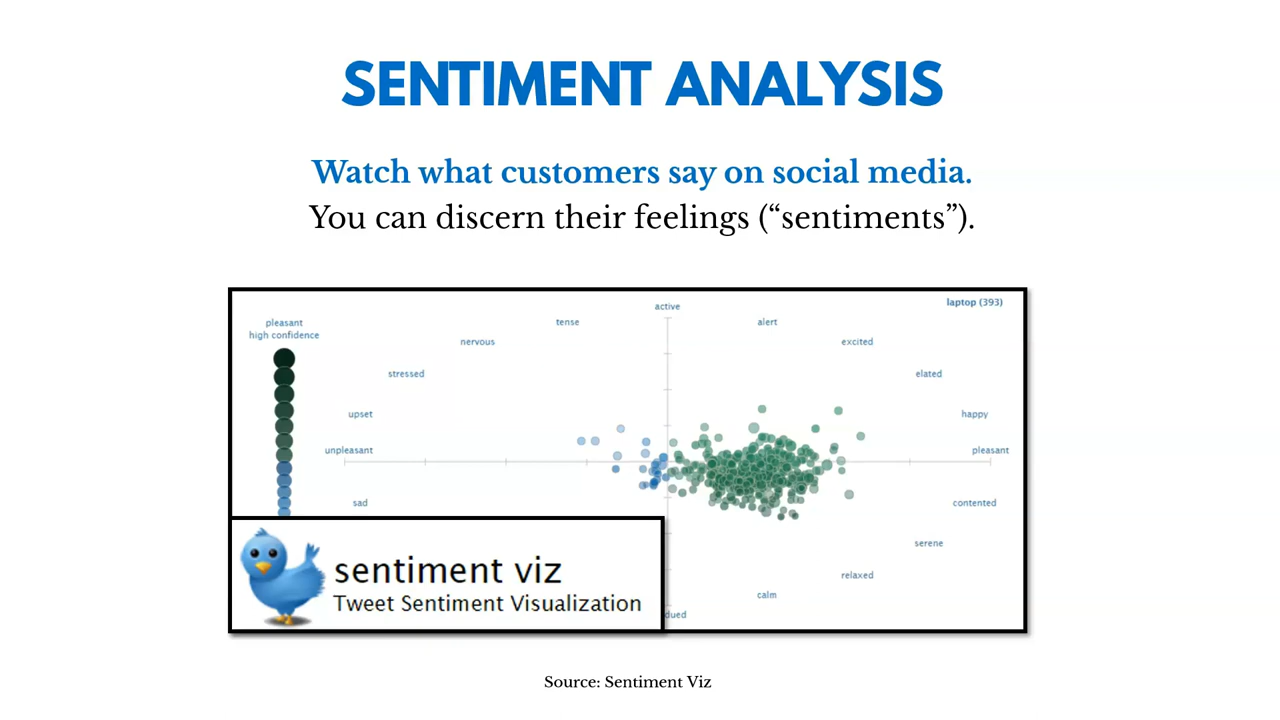 SENTIMENT ANALYSIS
Watch what customers say on social media.
You can discern their feelings (“sentiments”).
laptop (393)
active
pleasant
high confidence
tense
alert
nervous
excited
stressed
elated
upset
happy
unpleasant
pleasant
sad
contented
serene
relaxed
calm
dued
sentiment viz
Tweet Sentiment Visualization
Source: Sentiment Viz